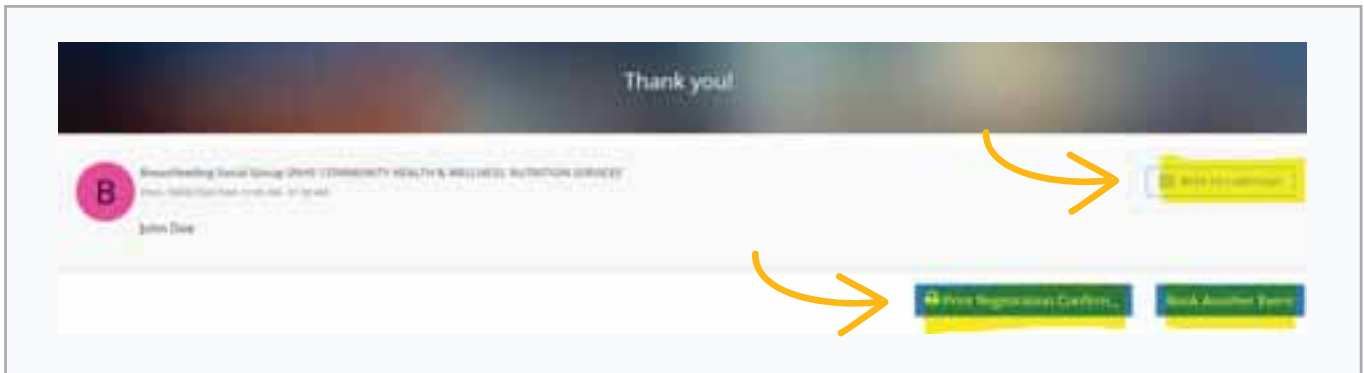 Thank you!
B
Breastfeeding Social Group COMMUNITY HEALTH & WELLNESS NUTRITION SERVICES
John Doe
Add to Calendar
Print Registration Confirm...
Book Another Event